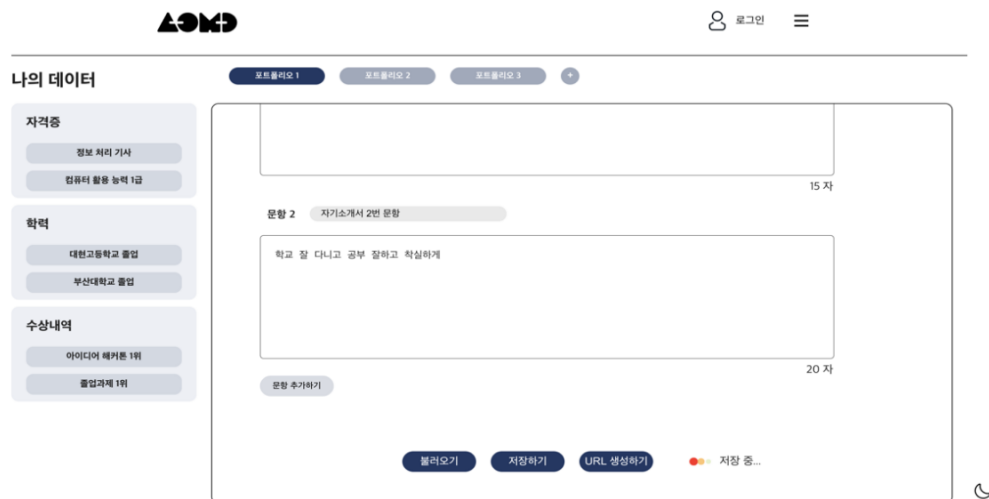 AOMD
로그인
나의 데이터
포트폴리오 1
포트폴리오 2
포트폴리오 3
+
자격증
정보 처리 기사
컴퓨터 활용 능력 1급
학력
대현고등학교 졸업
부산대학교 졸업
수상내역
아이디어 해커톤 1위
졸업과제 1위
15 자
문항 2
자기소개서 2번 문항
학교 잘 다니고 공부 잘하고 착실하게
20 자
문항 추가하기
불러오기
저장하기
URL 생성하기
저장 중...